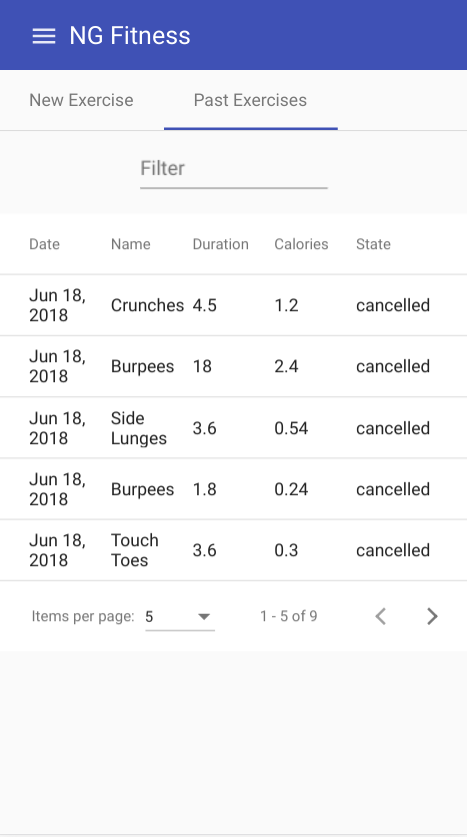 NG Fitness
New Exercise Past Exercises
Filter
Date Name Duration Calories State
Jun 18,
2018 Crunches 4.5 1.2 cancelled
Jun 18,
2018 Burpees 18 2.4 cancelled
Jun 18, Side
2018 Lunges 3.6 0.54 cancelled
Jun 18,
2018 Burpees 1.8 0.24 cancelled
Jun 18, Touch
2018 Toes 3.6 0.3 cancelled
Items per page: 5 1 - 5 of 9